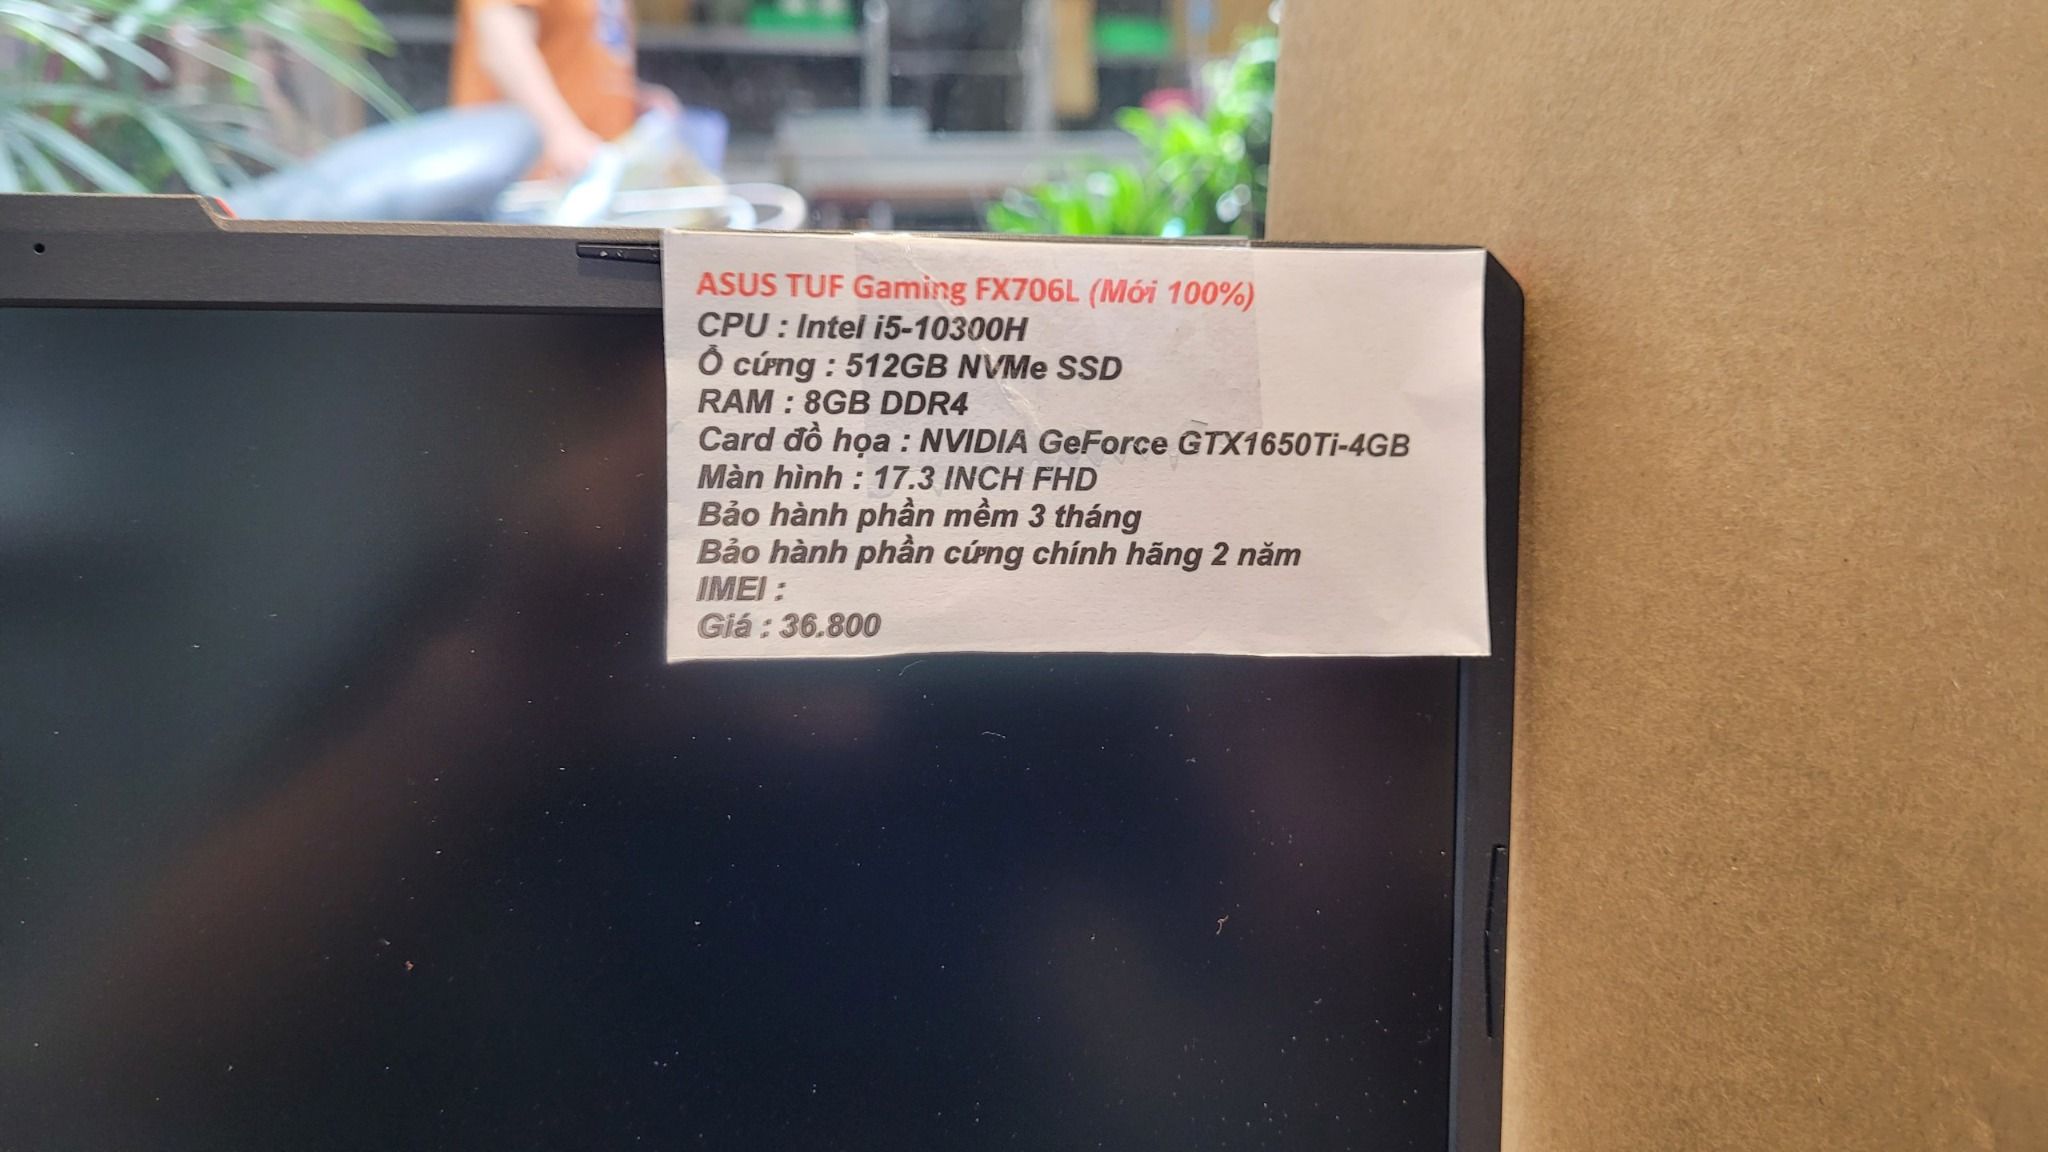 ASUS TUF Gaming FX706L (Mới 100%)
CPU : Intel i5-10300H
Ổ cứng : 512GB NVMe SSD
RAM : 8GB DDR4
Card đồ họa : NVIDIA GeForce GTX1650Ti-4GB
Màn hình : 17.3 INCH FHD
Bảo hành phần mềm 3 tháng
Bảo hành phần cứng chính hãng 2 năm
IMEI :
Giá : 36.800